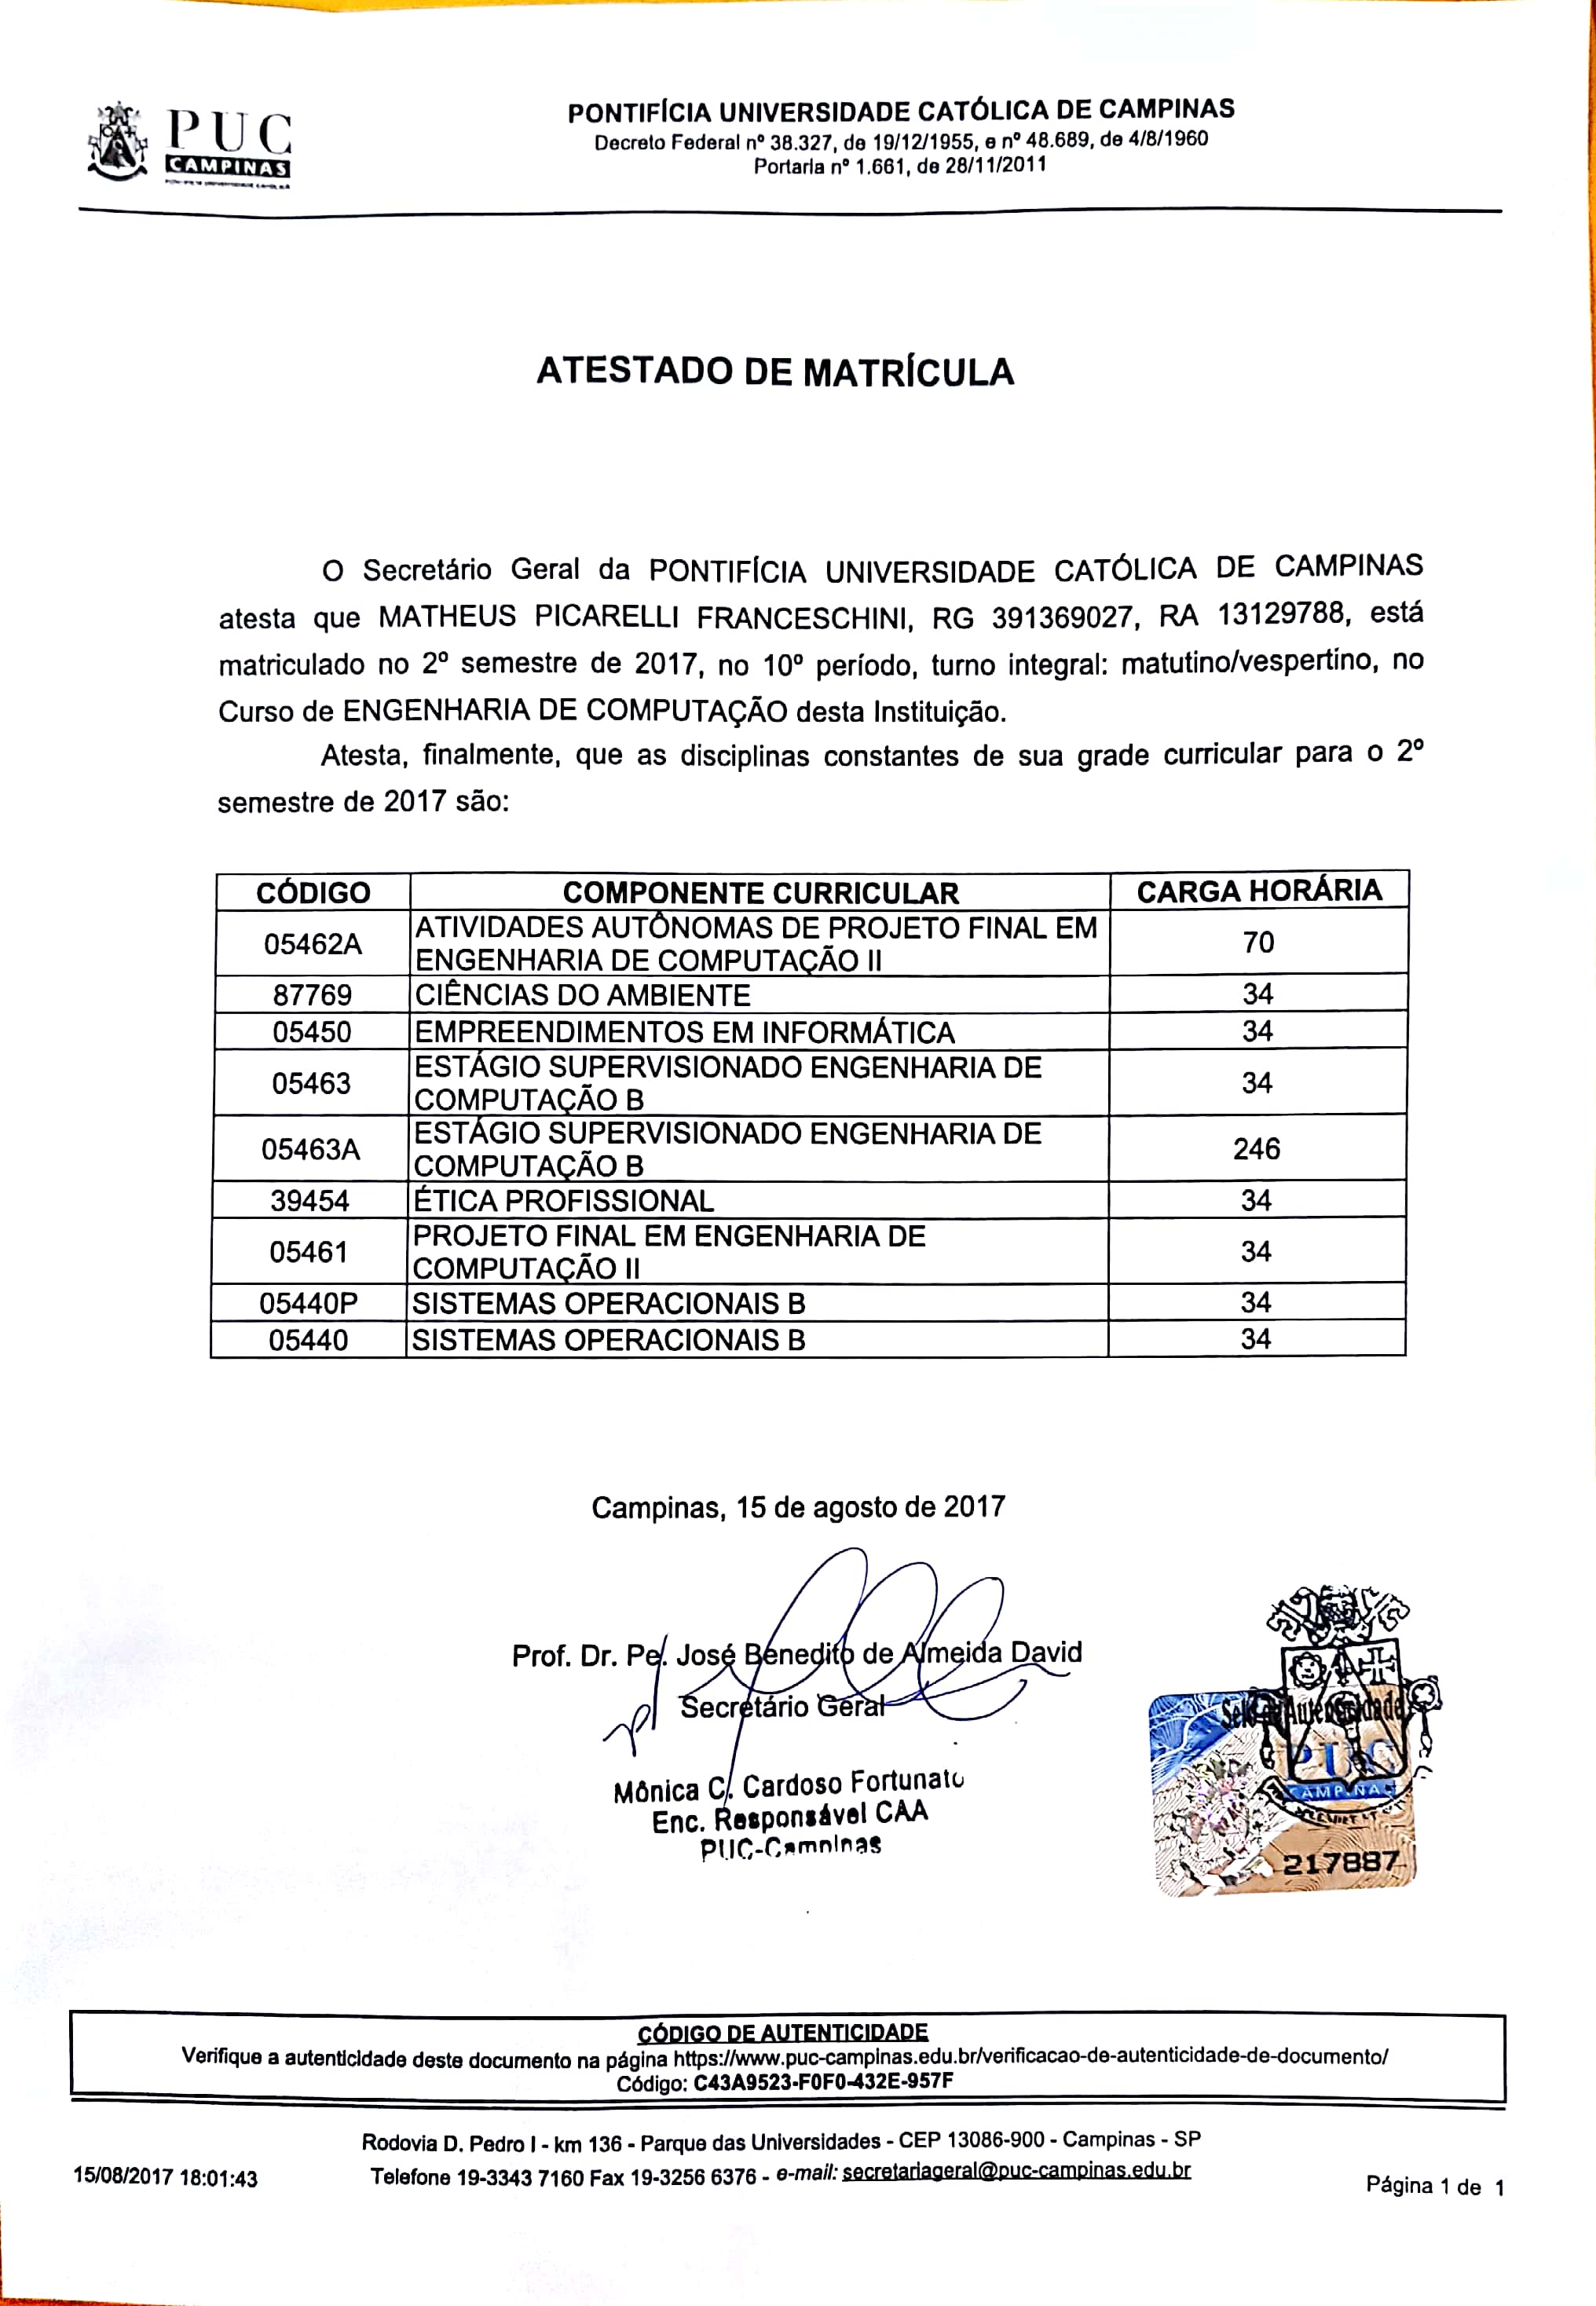 PUC
CAMPINAS
PONTIFÍCIA UNIVERSIDADE CATÓLICA DE CAMPINAS
Decreto Federal nº 38.327, de 19/12/1955, e nº 48.689, de 4/8/1960
Portaria nº 1.661, de 28/11/2011
ATESTADO DE MATRÍCULA
O Secretário Geral da PONTIFÍCIA UNIVERSIDADE CATÓLICA DE CAMPINAS
atesta que MATHEUS PICARELLI FRANCESCHINI, RG 391369027, RA 13129788, está
matriculado no 2º semestre de 2017, no 10º período, turno integral: matutino/vespertino, no
Curso de ENGENHARIA DE COMPUTAÇÃO desta Instituição.
Atesta, finalmente, que as disciplinas constantes de sua grade curricular para o 2º
semestre de 2017 são:
CÓDIGO COMPONENTE CURRICULAR CARGA HORÁRIA
05462A ATIVIDADES AUTÔNOMAS DE PROJETO FINAL EM
ENGENHARIA DE COMPUTAÇÃO II 70
87769 CIÊNCIAS DO AMBIENTE 34
05450 EMPREENDIMENTOS EM INFORMÁTICA 34
05463 ESTÁGIO SUPERVISIONADO ENGENHARIA DE
COMPUTAÇÃO B 34
05463A ESTÁGIO SUPERVISIONADO ENGENHARIA DE
COMPUTAÇÃO B 246
39454 ÉTICA PROFISSIONAL 34
05461 PROJETO FINAL EM ENGENHARIA DE
COMPUTAÇÃO II 34
05440P SISTEMAS OPERACIONAIS B 34
05440 SISTEMAS OPERACIONAIS B 34
Campinas, 15 de agosto de 2017
Prof. Dr. Pe. José Benedito de Almeida David
Secretário Geral
Mônica C. Cardoso Fortunato
Enc. Responsável CAA
PUC-Campinas
Selo de Autenticidade
PUC
CAMPINAS
217887
CÓDIGO DE AUTENTICIDADE
Verifique a autenticidade deste documento na página https://www.puc-campinas.edu.br/verificacao-de-autenticidade-de-documento/
Código: C43A9523-F0F0-432E-957F
Rodovia D. Pedro I - km 136 - Parque das Universidades - CEP 13086-900 - Campinas - SP
15/08/2017 18:01:43 Telefone 19-3343 7160 Fax 19-3256 6376 - e-mail: secretariageral@puc-campinas.edu.br
Página 1 de 1